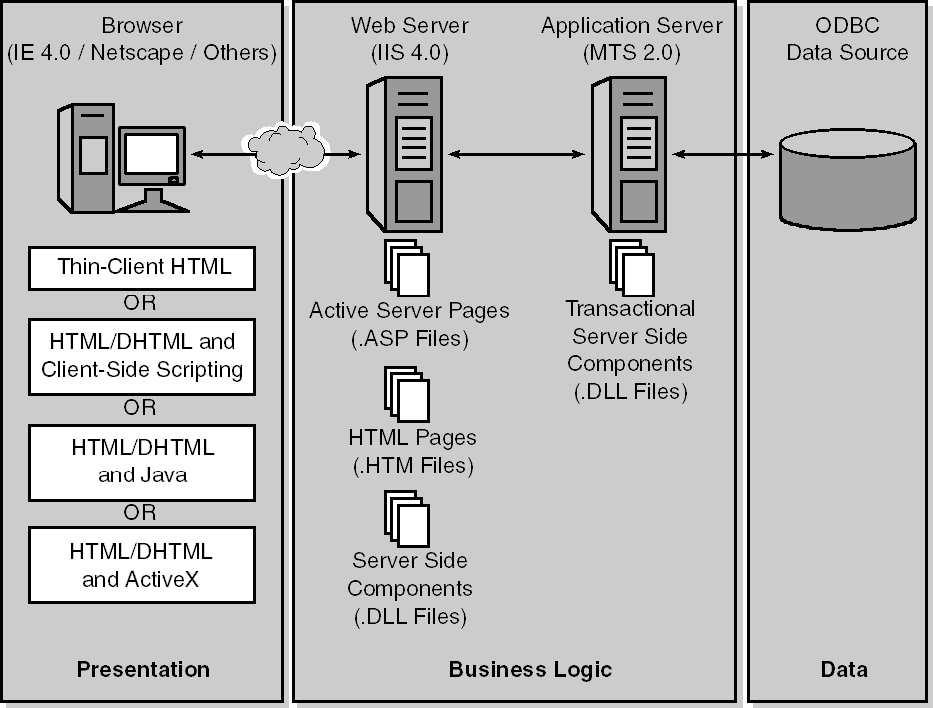 Browser
(IE 4.0 / Netscape / Others)
Thin-Client HTML
OR
HTML/DHTML and
Client-Side Scripting
OR
HTML/DHTML
and Java
OR
HTML/DHTML
and ActiveX
Presentation
Web Server
(IIS 4.0)
Active Server Pages
(.ASP Files)
HTML Pages
(.HTM Files)
Server Side
Components
(.DLL Files)
Application Server
(MTS 2.0)
Transactional
Server Side
Components
(.DLL Files)
Business Logic
ODBC
Data Source
Data